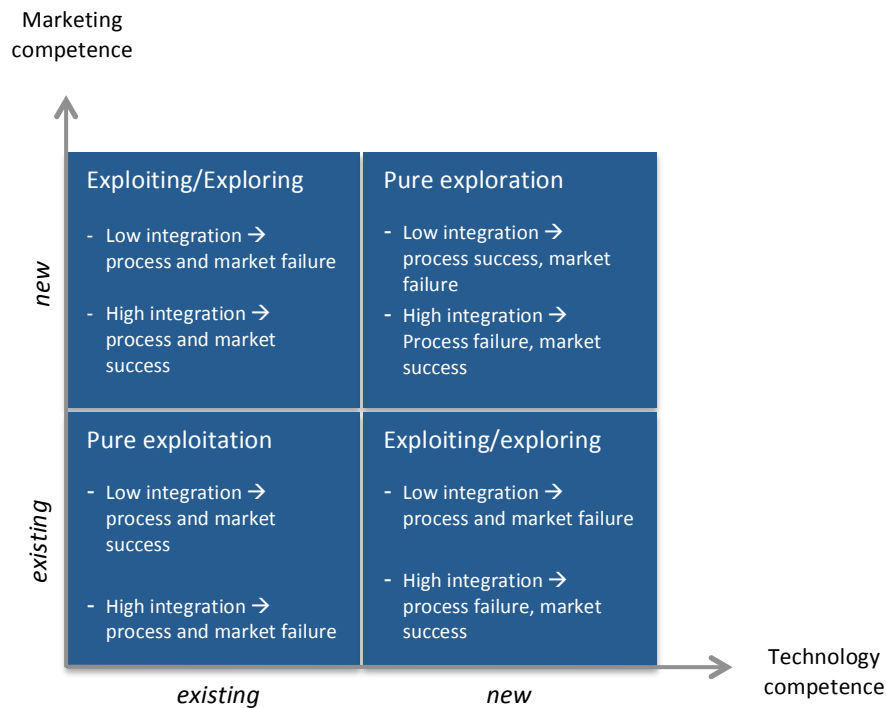 Marketing
competence
new
Exploiting/Exploring
- Low integration →
process and market failure
- High integration →
process and market
success
Pure exploration
- Low integration →
process success, market
failure
- High integration →
Process failure, market
success
existing
Pure exploitation
- Low integration →
process and market
success
- High integration →
process and market failure
Exploiting/exploring
- Low integration →
process and market failure
- High integration →
process failure, market
success
existing
new
Technology
competence